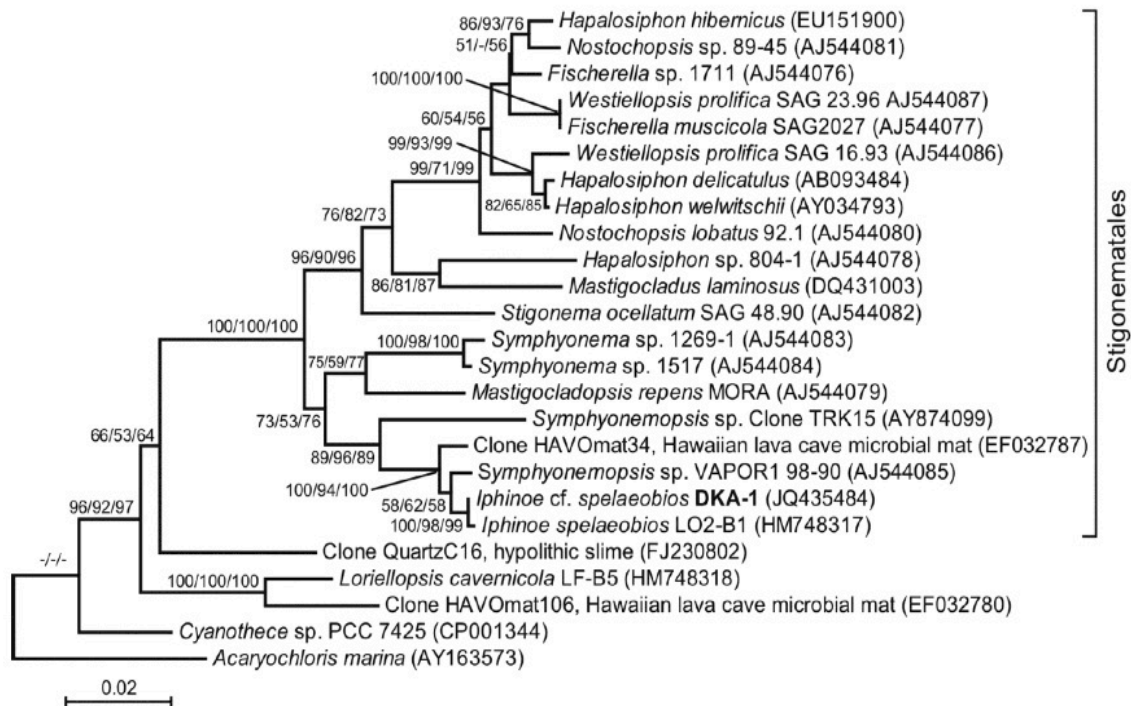 86/93/76
Hapalosiphon hibernicus (EU151900)
51/-/56
Nostochopsis sp. 89-45 (AJ544081)
Fischerella sp. 1711 (AJ544076)
100/100/100
Westiellopsis prolifica SAG 23.96 AJ544087)
Fischerella muscicola SAG2027 (AJ544077)
60/54/56
99/93/99
Westiellopsis prolifica SAG 16.93 (AJ544086)
99/71/99
Hapalosiphon delicatulus (AB093484)
82/65/85
Hapalosiphon welwitschii (AY034793)
76/82/73
Nostochopsis lobatus 92.1 (AJ544080)
96/90/96
Hapalosiphon sp. 804-1 (AJ544078)
86/81/87
Mastigocladus laminosus (DQ431003)
Stigonema ocellatum SAG 48.90 (AJ544082)
100/100/100
100/98/100
Symphyonema sp. 1269-1 (AJ544083)
75/59/77
Symphyonema sp. 1517 (AJ544084)
Mastigocladopsis repens MORA (AJ544079)
73/53/76
Symphyonemopsis sp. Clone TRK15 (AY874099)
66/53/64
89/96/89
Clone HAVOmat34, Hawaiian lava cave microbial mat (EF032787)
100/94/100
Symphyonemopsis sp. VAPOR1 98-90 (AJ544085)
58/62/58
Iphinoe cf. spelaeobios DKA-1 (JQ435484)
100/98/99
Iphinoe spelaeobios LO2-B1 (HM748317)
96/92/97
Clone QuartzC16, hypolithic slime (FJ230802)
-/-/-
100/100/100
Loriellopsis cavernicola LF-B5 (HM748318)
Clone HAVOmat106, Hawaiian lava cave microbial mat (EF032780)
Cyanothece sp. PCC 7425 (CP001344)
Acaryochloris marina (AY163573)
0.02
Stigonematales